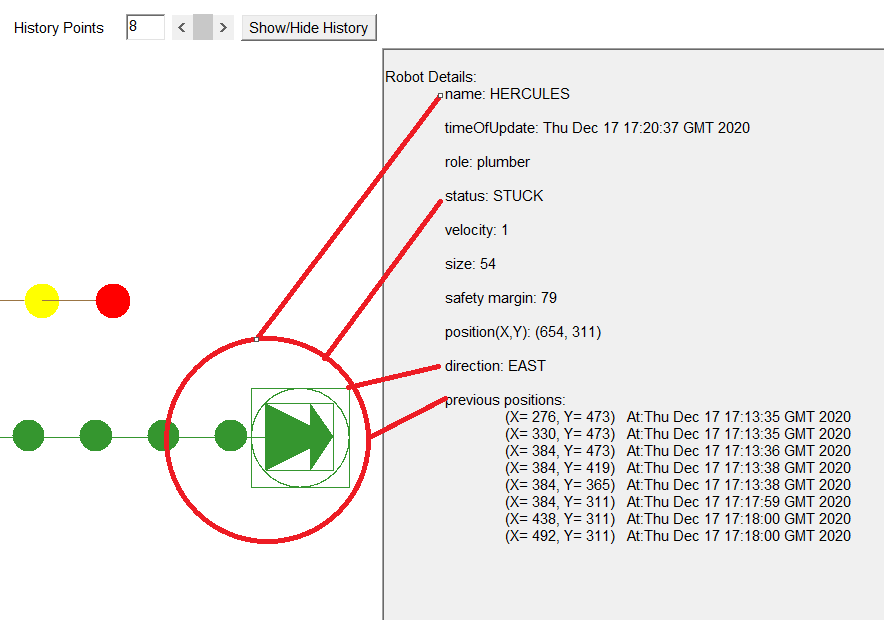 History Points 8 < > Show/Hide History
Robot Details:
name: HERCULES
timeOfUpdate: Thu Dec 17 17:20:37 GMT 2020
role: plumber
status: STUCK
velocity: 1
size: 54
safety margin: 79
position(X,Y): (654, 311)
direction: EAST
previous positions:
(X= 276, Y= 473) At:Thu Dec 17 17:13:35 GMT 2020
(X= 330, Y= 473) At:Thu Dec 17 17:13:35 GMT 2020
(X= 384, Y= 473) At:Thu Dec 17 17:13:36 GMT 2020
(X= 384, Y= 419) At:Thu Dec 17 17:13:38 GMT 2020
(X= 384, Y= 365) At:Thu Dec 17 17:13:38 GMT 2020
(X= 384, Y= 311) At:Thu Dec 17 17:17:59 GMT 2020
(X= 438, Y= 311) At:Thu Dec 17 17:18:00 GMT 2020
(X= 492, Y= 311) At:Thu Dec 17 17:18:00 GMT 2020